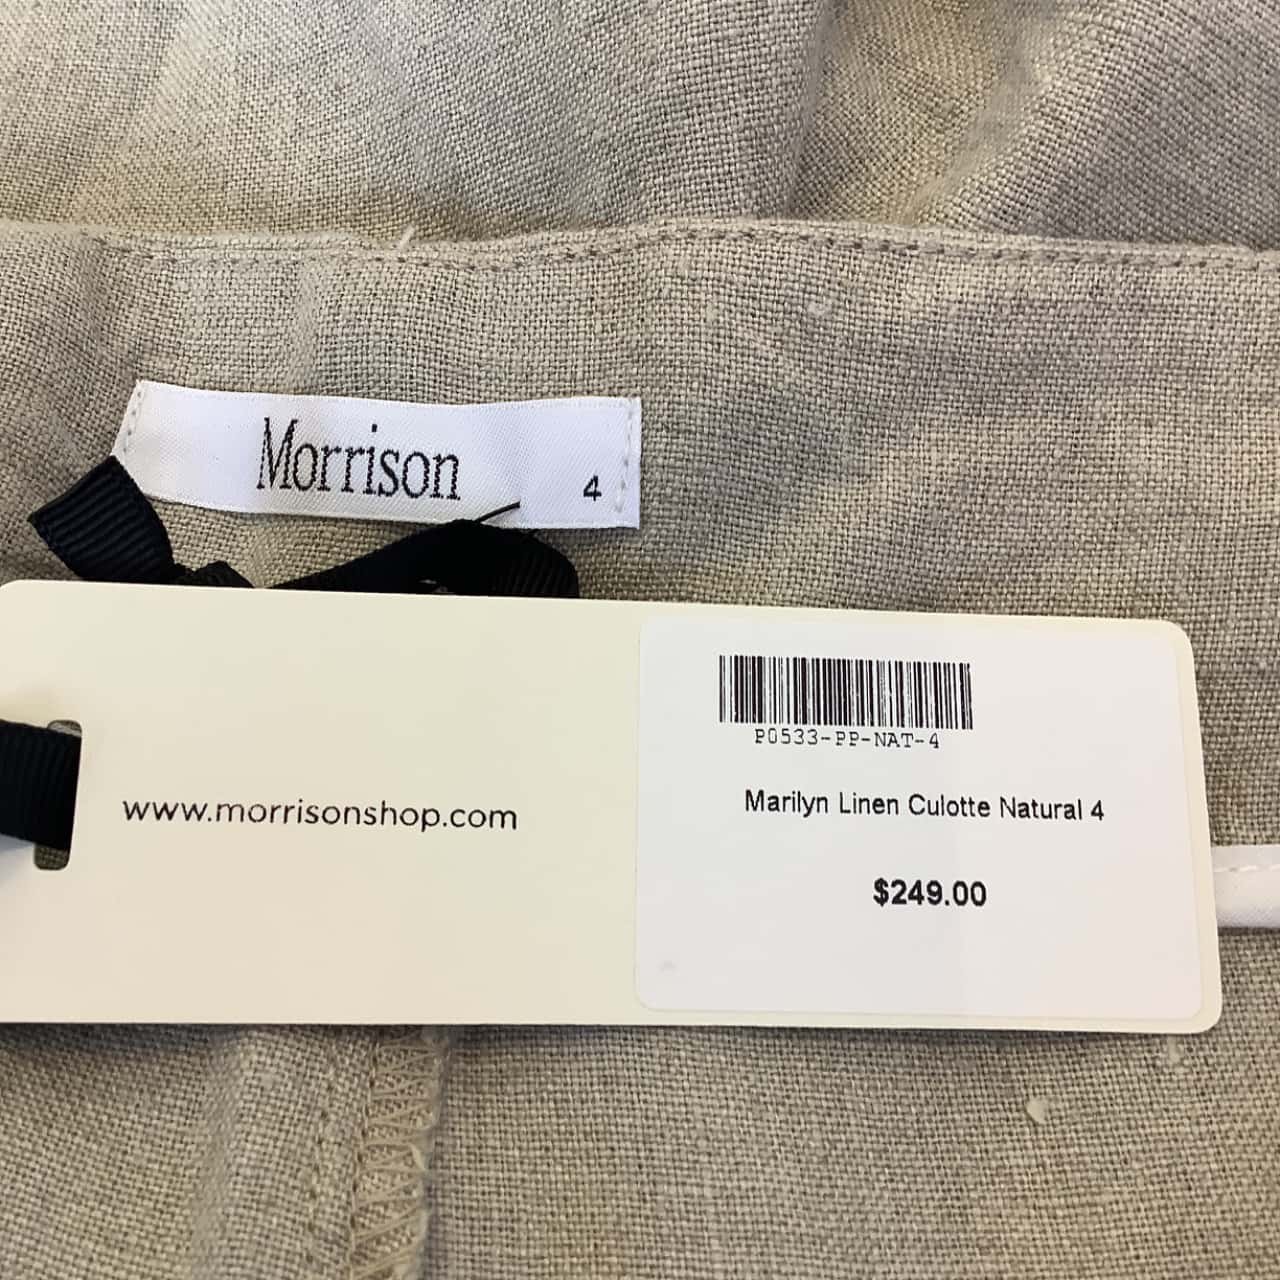 Morrison
4
www.morrisonshop.com
P0533-PP-NAT-4
Marilyn Linen Culotte Natural 4
$249.00